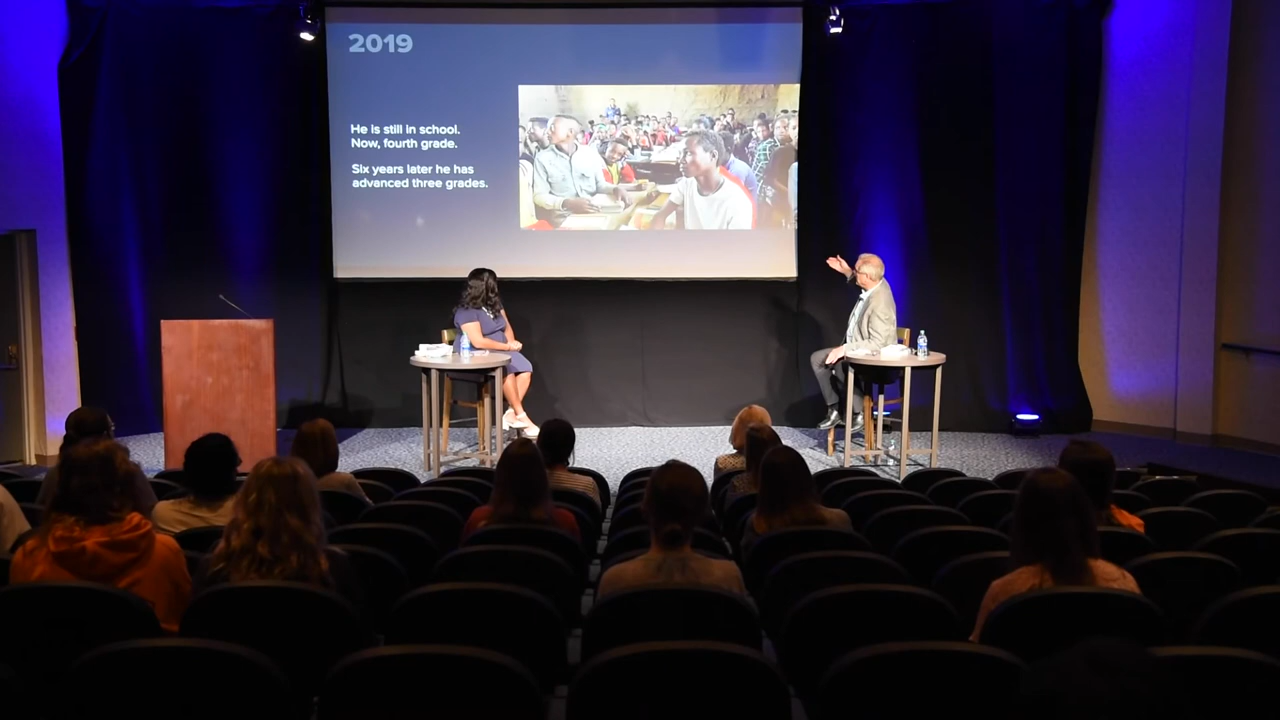 2019
He is still in school.
Now, fourth grade.
Six years later he has
advanced three grades.